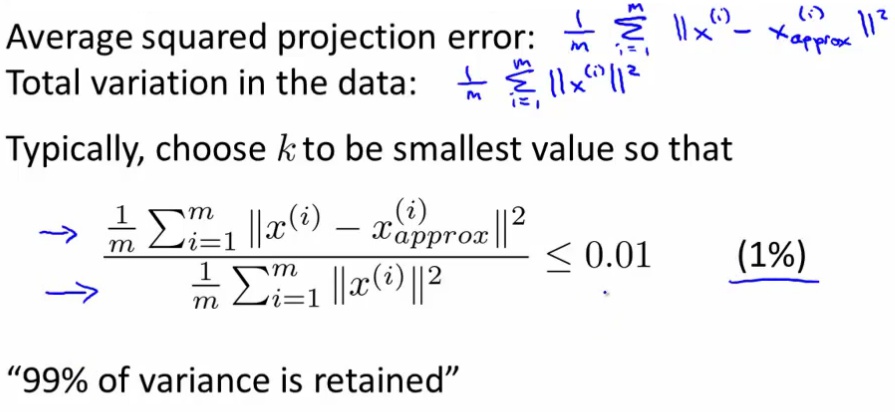 Average squared projection error: $\frac{1}{m} \sum_{i=1}^{m} \|x^{(i)} - x_{approx}^{(i)}\|^2$
Total variation in the data: $\frac{1}{m} \sum_{i=1}^{m} \|x^{(i)}\|^2$
Typically, choose $k$ to be smallest value so that
→ → $\frac{\frac{1}{m} \sum_{i=1}^{m} \|x^{(i)} - x_{approx}^{(i)}\|^2}{\frac{1}{m} \sum_{i=1}^{m} \|x^{(i)}\|^2} \leq 0.01$ (1%)
“99% of variance is retained”